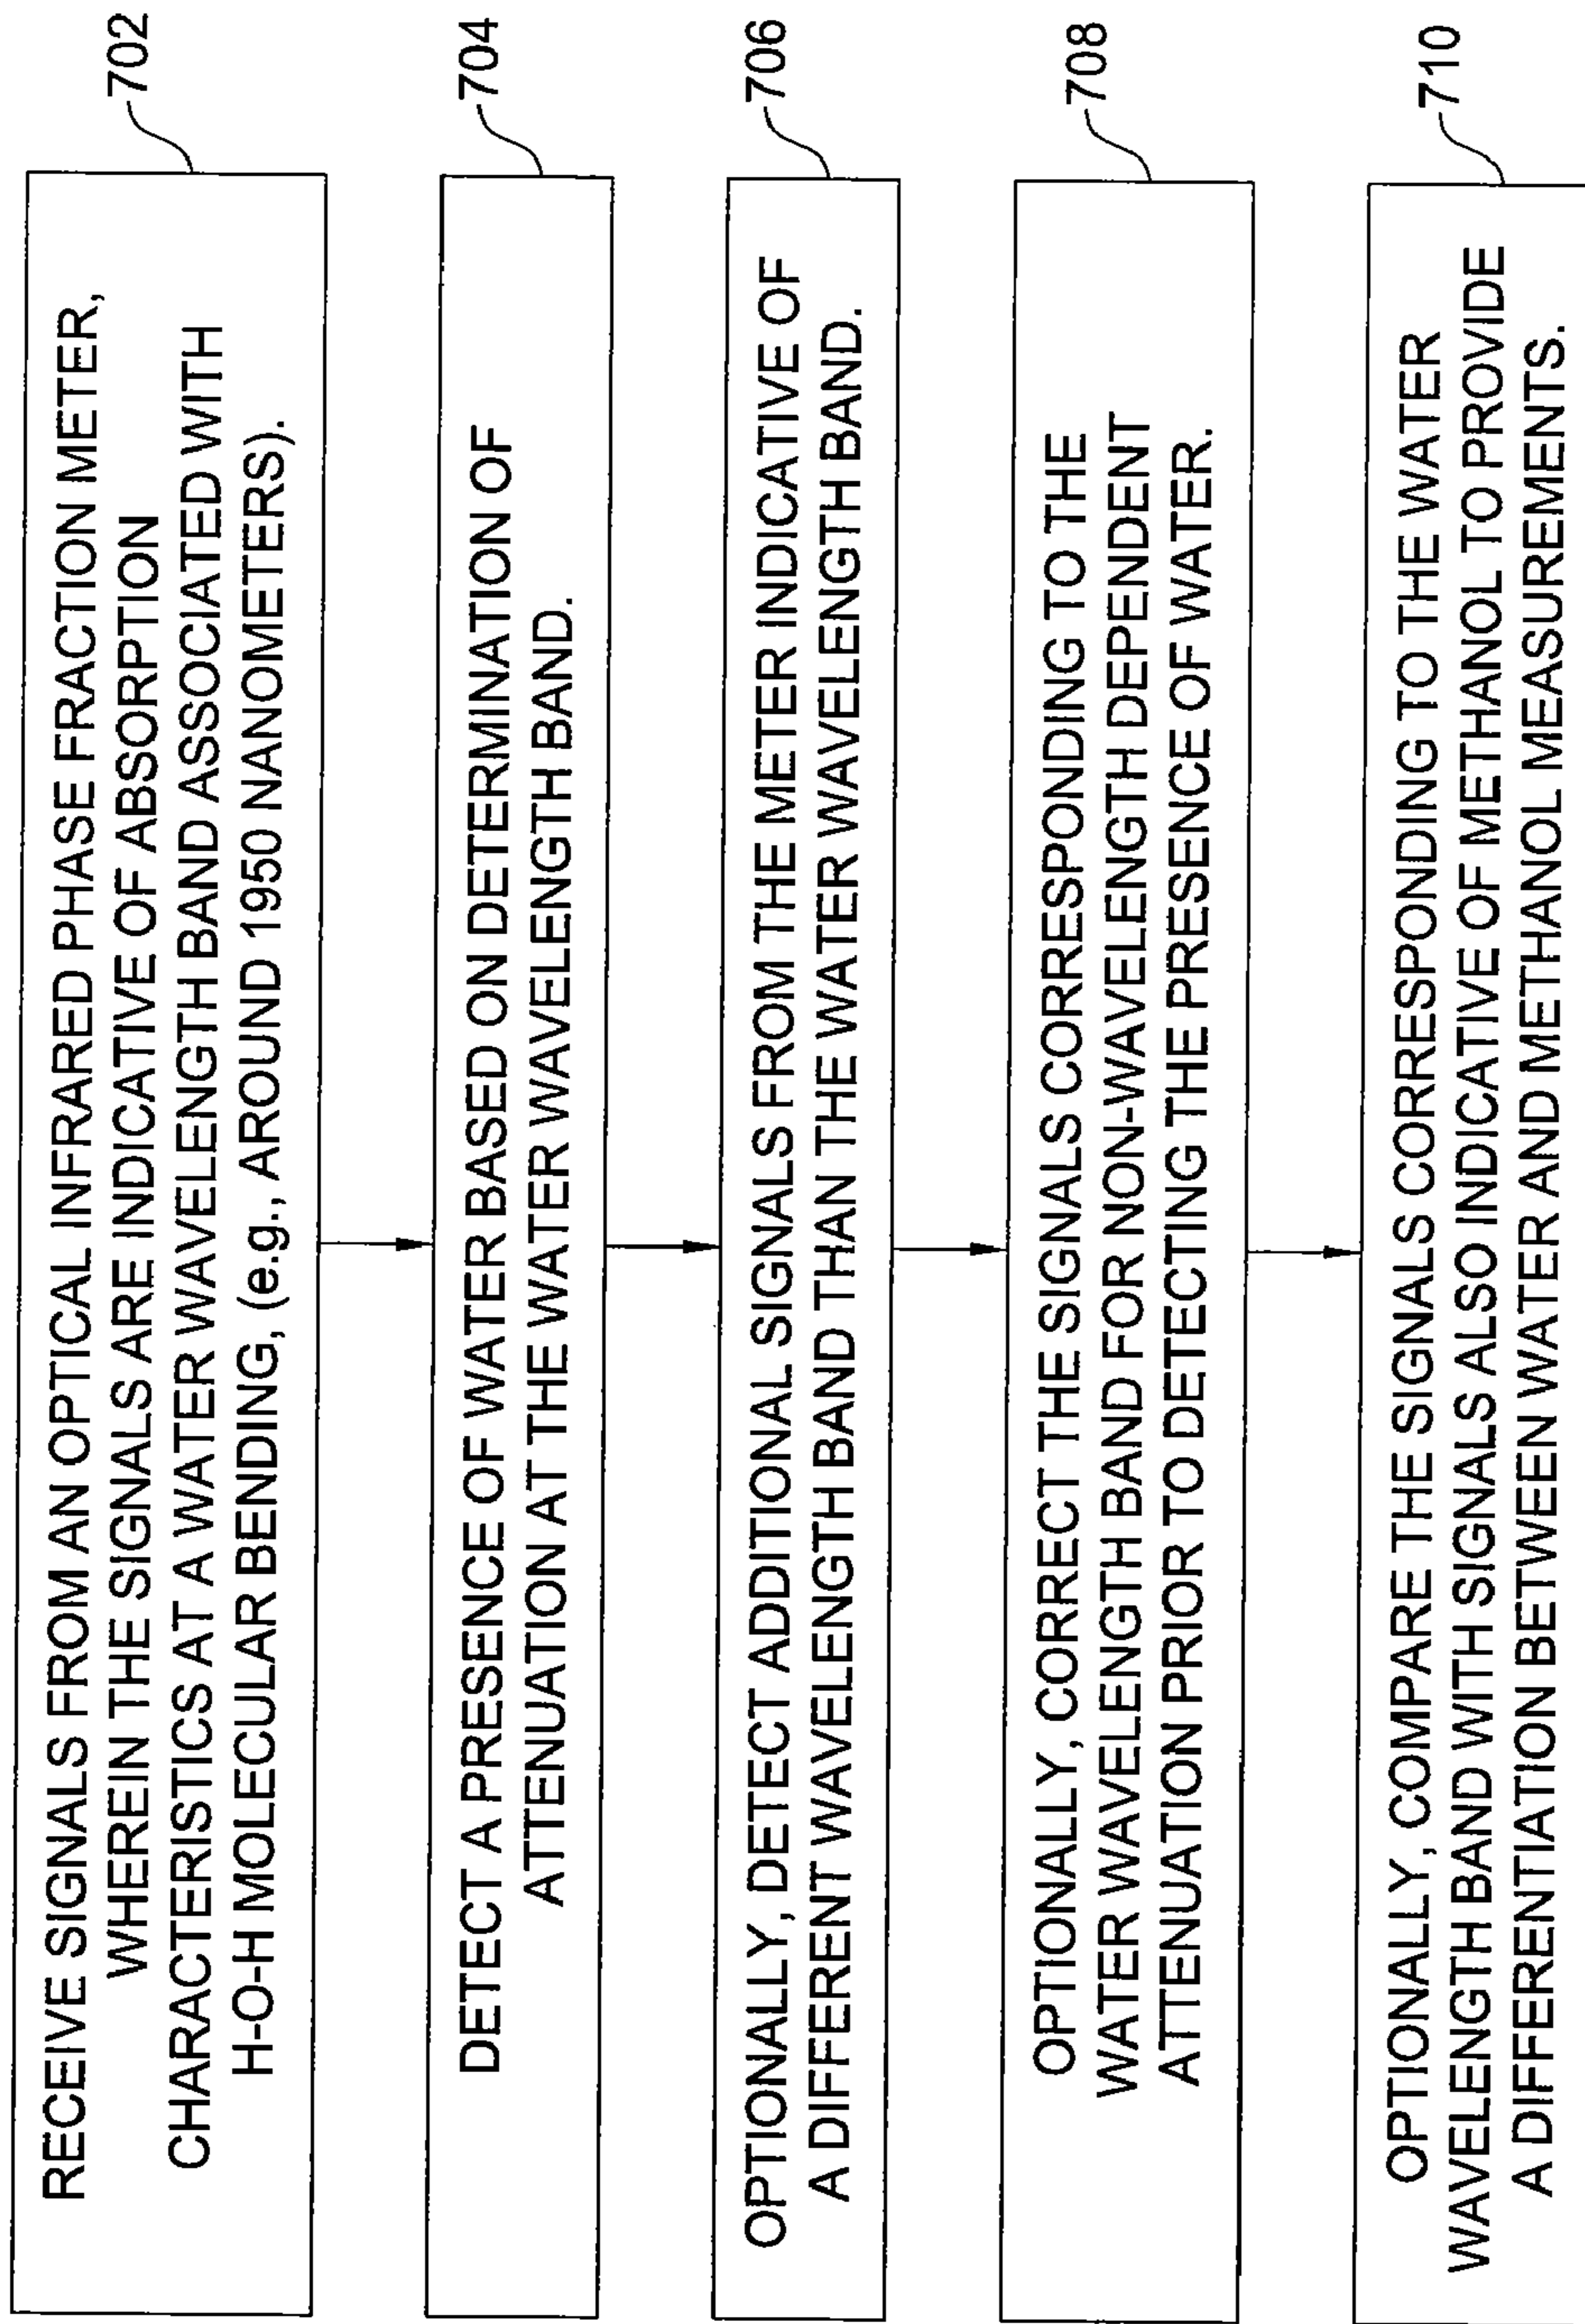 RECEIVE SIGNALS FROM AN OPTICAL INFRARED PHASE FRACTION METER,
WHEREIN THE SIGNALS ARE INDICATIVE OF ABSORPTION
CHARACTERISTICS AT A WATER WAVELENGTH BAND ASSOCIATED WITH
H-O-H MOLECULAR BENDING, (e.g., AROUND 1950 NANOMETERS).
702
DETECT A PRESENCE OF WATER BASED ON DETERMINATION OF
ATTENUATION AT THE WATER WAVELENGTH BAND.
704
OPTIONALLY, DETECT ADDITIONAL SIGNALS FROM THE METER INDICATIVE OF
A DIFFERENT WAVELENGTH BAND THAN THE WATER WAVELENGTH BAND.
706
OPTIONALLY, CORRECT THE SIGNALS CORRESPONDING TO THE
WATER WAVELENGTH BAND FOR NON-WAVELENGTH DEPENDENT
ATTENUATION PRIOR TO DETECTING THE PRESENCE OF WATER.
708
OPTIONALLY, COMPARE THE SIGNALS CORRESPONDING TO THE WATER
WAVELENGTH BAND WITH SIGNALS ALSO INDICATIVE OF METHANOL TO PROVIDE
A DIFFERENTIATION BETWEEN WATER AND METHANOL MEASUREMENTS.
710